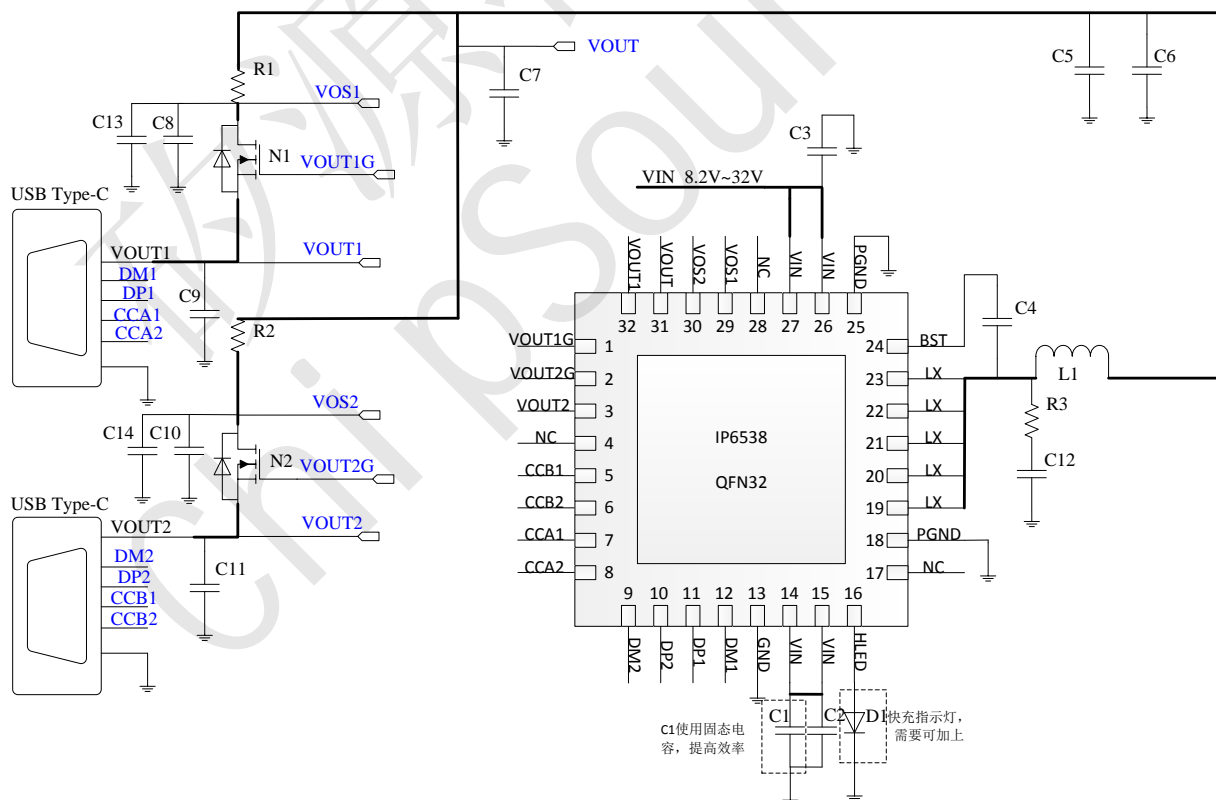 VOUT
R1
C7
C5
C6
VOS1
C13
C8
N1
VOUT1G
USB Type-C
VOUT1
VOUT1
DM1
DP1
CCA1
CCA2
C9
R2
VOS2
C14
C10
N2
VOUT2G
USB Type-C
VOUT2
VOUT2
DM2
DP2
CCB1
CCB2
C11
C3
VIN 8.2V~32V
VOUT1
VOUT
VOS2
VOS1
NC
VIN
VIN
PGND
32
31
30
29
28
27
26
25
VOUT1G
1
VOUT2G
2
VOUT2
3
NC
4
CCB1
5
CCB2
6
CCA1
7
CCA2
8
IP6538
QFN32
24
BST
23
LX
22
LX
21
LX
20
LX
19
LX
18
PGND
17
NC
C4
L1
R3
C12
9
10
11
12
13
14
15
16
DM2
DP2
DP1
DM1
GND
VIN
VIN
HLED
C1
C2
D1
C1使用固态电
容，提高效率
快充指示灯，
需要可加上
矽源
Chi pSour